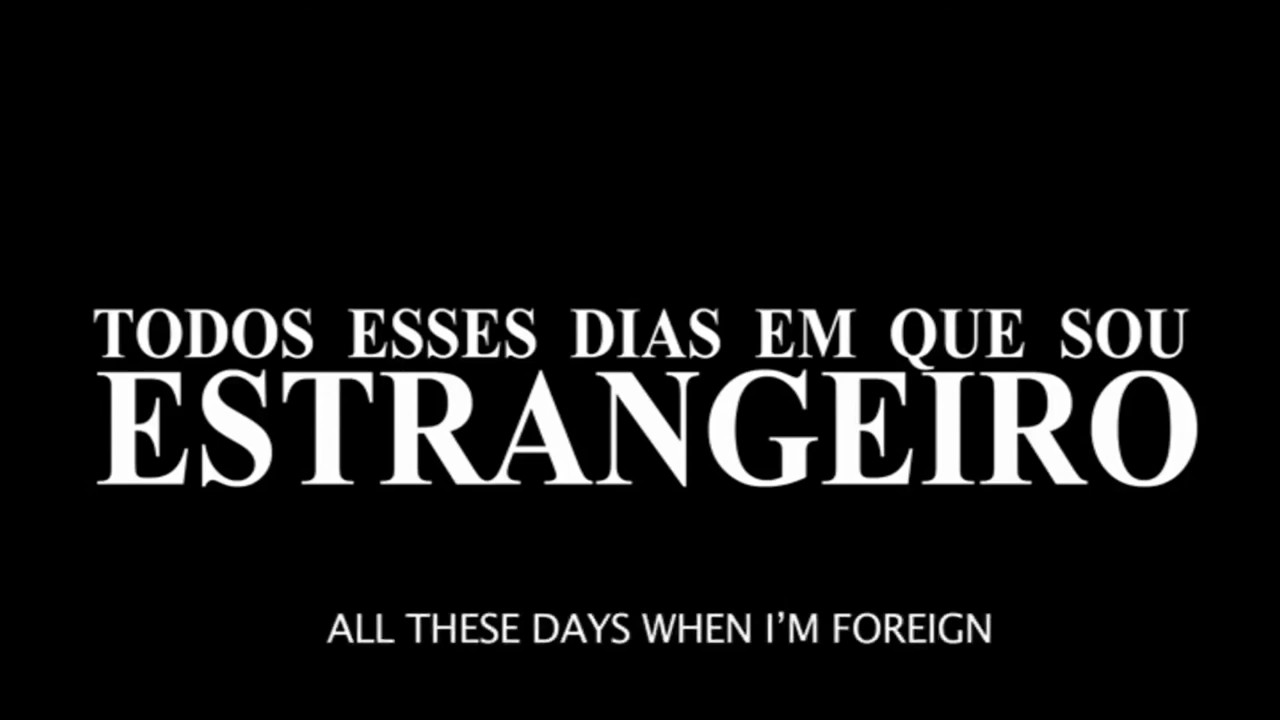 TODOS ESSES DIAS EM QUE SOU
ESTRANGEIRO
ALL THESE DAYS WHEN I'M FOREIGN